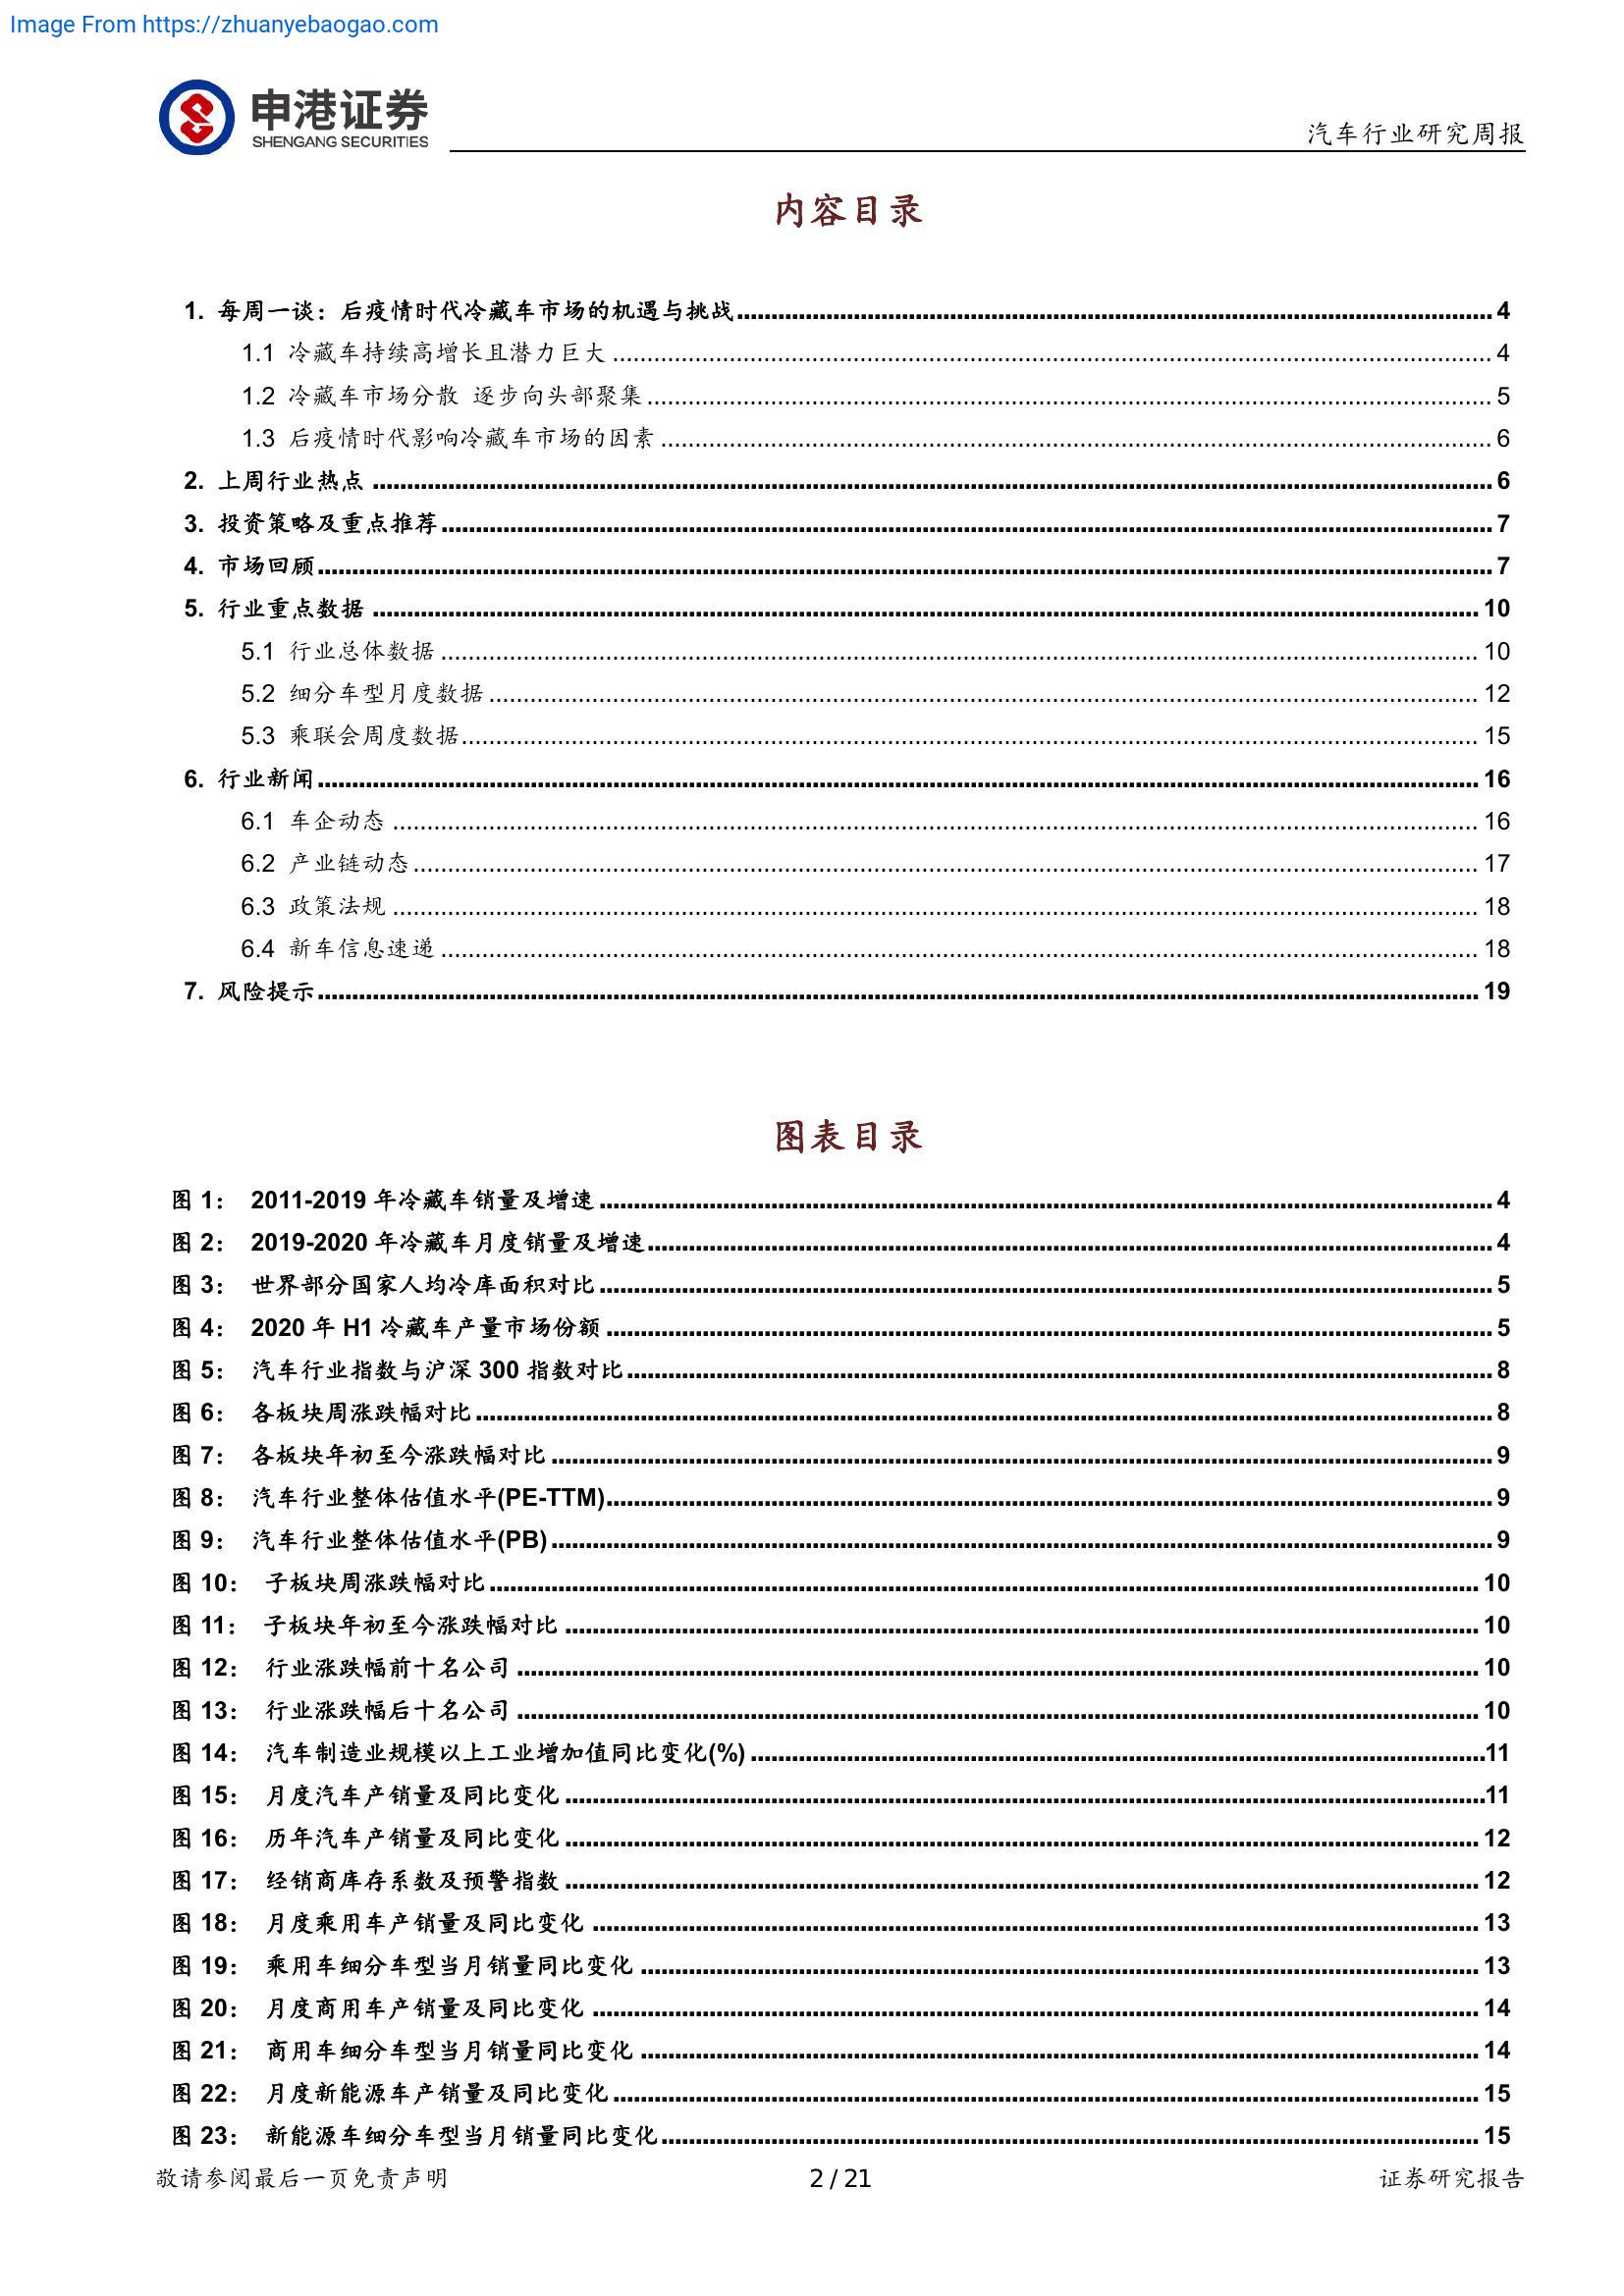 Image From https://zhuanyebaogao.com
申港证券
SHENGANG SECURITIES
汽车行业研究周报
内容目录
1. 每周一谈：后疫情时代冷藏车市场的机遇与挑战 4
1.1 冷藏车持续高增长且潜力巨大 4
1.2 冷藏车市场分散 逐步向头部聚集 5
1.3 后疫情时代影响冷藏车市场的因素 6
2. 上周行业热点 6
3. 投资策略及重点推荐 7
4. 市场回顾 7
5. 行业重点数据 10
5.1 行业总体数据 10
5.2 细分车型月度数据 12
5.3 乘联会周度数据 15
6. 行业新闻 16
6.1 车企动态 16
6.2 产业链动态 17
6.3 政策法规 18
6.4 新车信息速递 18
7. 风险提示 19
图表目录
图 1： 2011-2019 年冷藏车销量及增速 4
图 2： 2019-2020 年冷藏车月度销量及增速 4
图 3： 世界部分国家人均冷库面积对比 5
图 4： 2020 年 H1 冷藏车产量市场份额 5
图 5： 汽车行业指数与沪深 300 指数对比 8
图 6： 各板块周涨跌幅对比 8
图 7： 各板块年初至今涨跌幅对比 9
图 8： 汽车行业整体估值水平(PE-TTM) 9
图 9： 汽车行业整体估值水平(PB) 9
图 10： 子板块周涨跌幅对比 10
图 11： 子板块年初至今涨跌幅对比 10
图 12： 行业涨跌幅前十名公司 10
图 13： 行业涨跌幅后十名公司 10
图 14： 汽车制造业规模以上工业增加值同比变化(%) 11
图 15： 月度汽车产销量及同比变化 11
图 16： 历年汽车产销量及同比变化 12
图 17： 经销商库存系数及预警指数 12
图 18： 月度乘用车产销量及同比变化 13
图 19： 乘用车细分车型当月销量同比变化 13
图 20： 月度商用车产销量及同比变化 14
图 21： 商用车细分车型当月销量同比变化 14
图 22： 月度新能源车产销量及同比变化 15
图 23： 新能源车细分车型当月销量同比变化 15
敬请参阅最后一页免责声明
2 / 21
证券研究报告